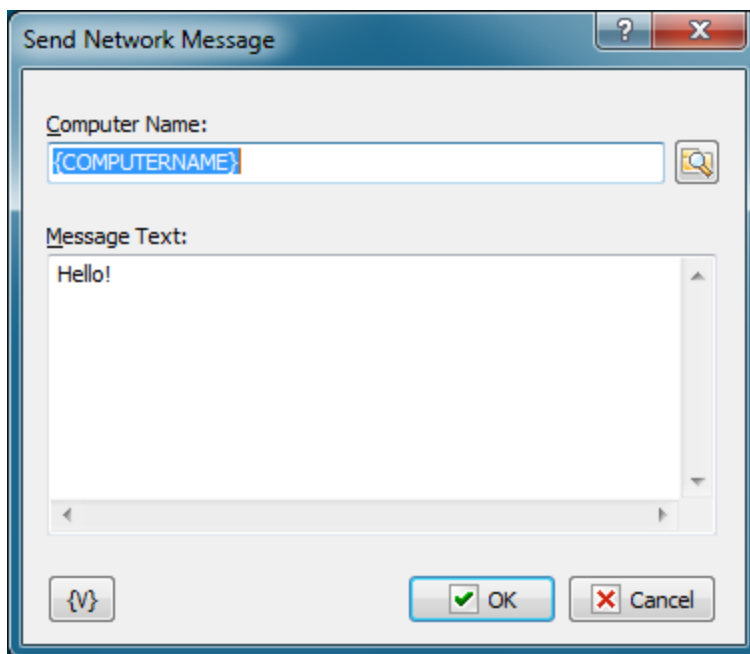 Send Network Message
?
Computer Name:
{COMPUTERNAME}
Message Text:
Hello!
{V}
OK
Cancel